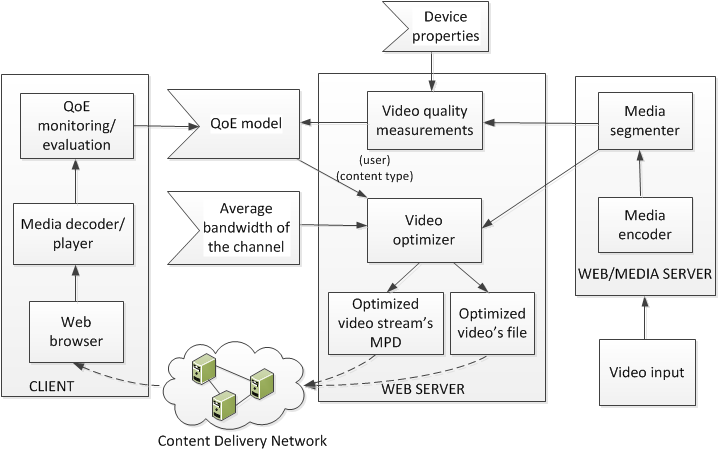 Device
properties
QoE
monitoring/
evaluation
QoE model
Video quality
measurements
Media
segmenter
(user)
(content type)
Media decoder/
player
Average
bandwidth of
the channel
Video
optimizer
Media
encoder
WEB/MEDIA SERVER
Web
browser
Optimized
video stream's
MPD
Optimized
video's file
Video input
CLIENT
WEB SERVER
Content Delivery Network